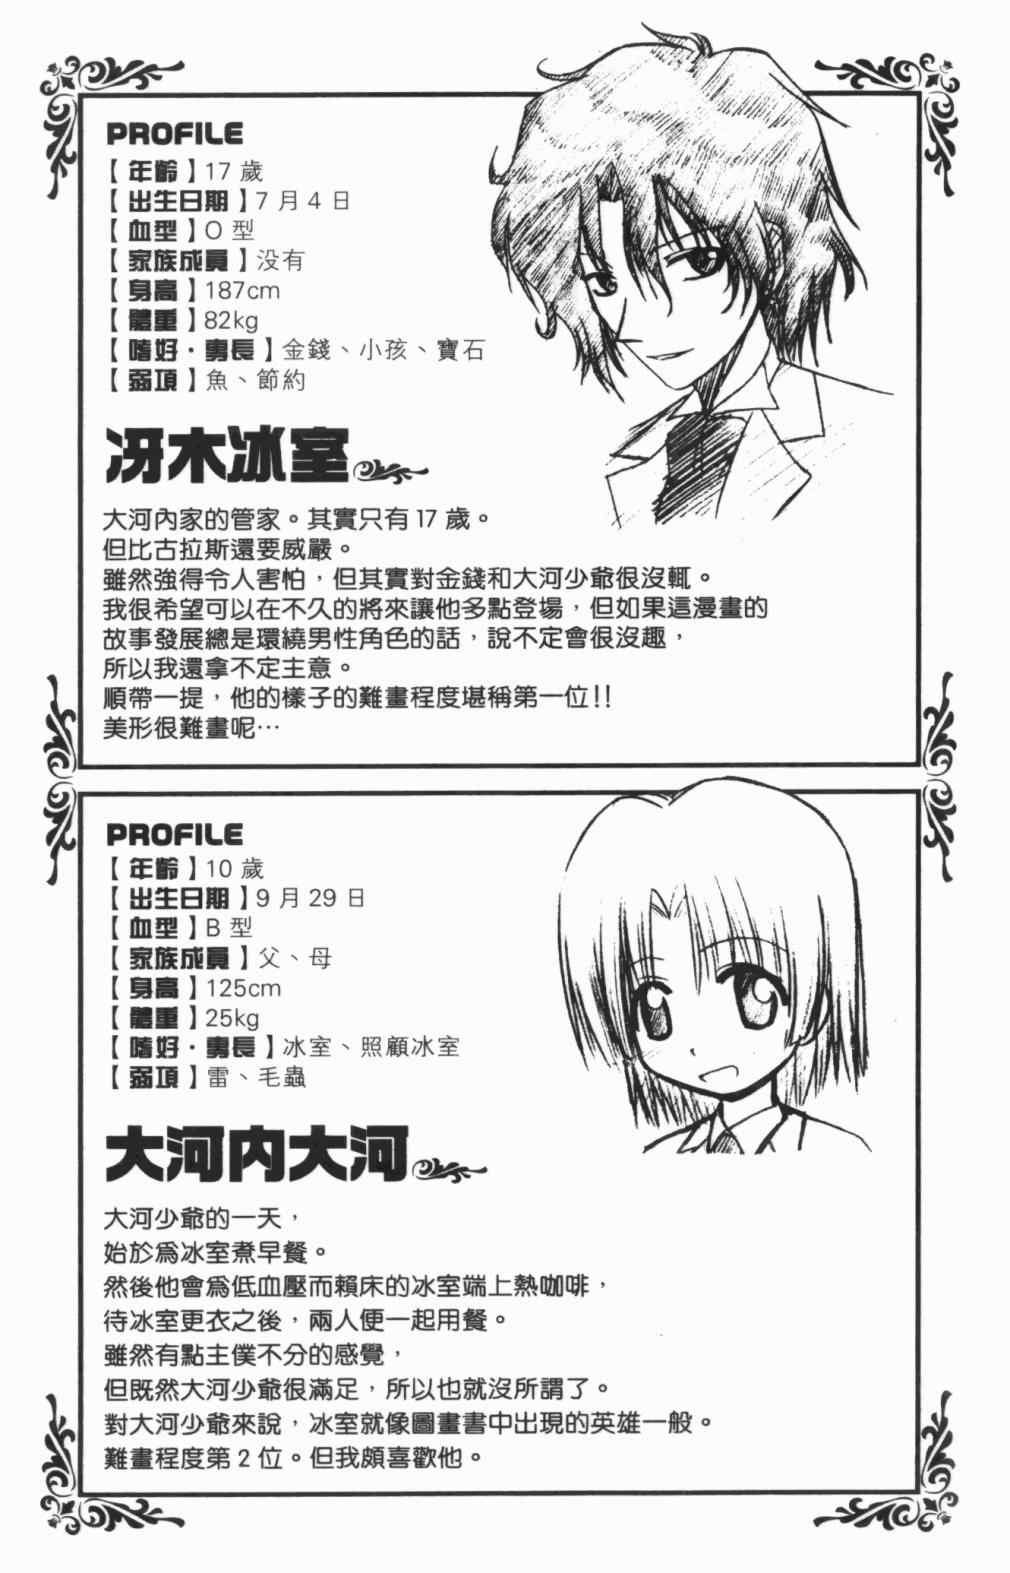 PROFILE
【年齡】17 歲
【出生日期】7 月 4 日
【血型】O 型
【家族成員】没有
【身高】187cm
【體重】82kg
【嗜好・專長】金錢、小孩、寶石
【弱項】魚、節約
冴木冰室
大河內家的管家。其實只有 17 歲。
但比古拉斯還要威嚴。
雖然強得令人害怕，但其實對金錢和大河少爺很沒輒。
我很希望可以在不久的將來讓他多點登場，但如果這漫畫的
故事發展總是環繞男性角色的話，說不定會很沒趣，
所以我還拿不定主意。
順帶一提，他的樣子的難畫程度堪稱第一位!!
美形很難畫呢…
PROFILE
【年齡】10 歲
【出生日期】9 月 29 日
【血型】B 型
【家族成員】父、母
【身高】125cm
【體重】25kg
【嗜好・專長】冰室、照顧冰室
【弱項】雷、毛蟲
大河内大河
大河少爺的一天，
始於為冰室煮早餐。
然後他會為低血壓而賴床的冰室端上熱咖啡，
待冰室更衣之後，兩人便一起用餐。
雖然有點主僕不分的感覺，
但既然大河少爺很滿足，所以也就沒所謂了。
對大河少爺來說，冰室就像圖畫書中出現的英雄一般。
難畫程度第 2 位。但我頗喜歡他。